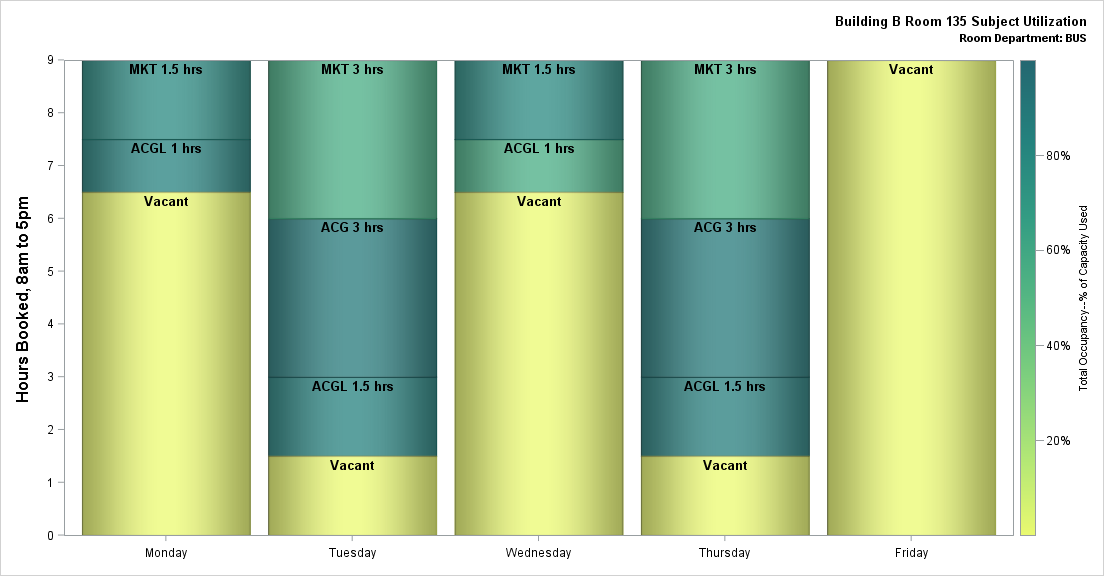 Building B Room 135 Subject Utilization
Room Department: BUS
Hours Booked, 8am to 5pm
9
8
7
6
5
4
3
2
1
0
MKT 1.5 hrs
ACGL 1 hrs
Vacant
MKT 3 hrs
ACG 3 hrs
ACGL 1.5 hrs
Vacant
MKT 1.5 hrs
ACGL 1 hrs
Vacant
MKT 3 hrs
ACG 3 hrs
ACGL 1.5 hrs
Vacant
Vacant
Monday
Tuesday
Wednesday
Thursday
Friday
80%
60%
40%
20%
Total Occupancy--% of Capacity Used